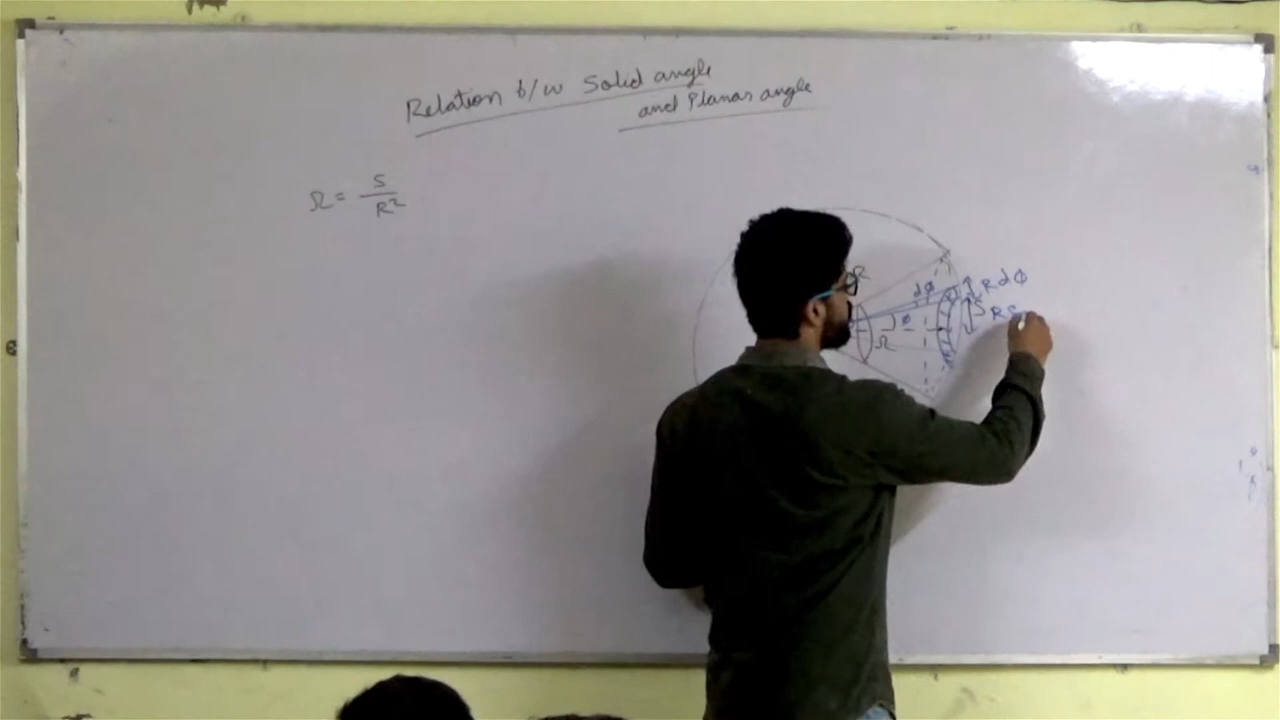 Relation b/w Solid angle
and Planar angle
Ω = S / R²
R
dφ
R dφ
φ
Ω